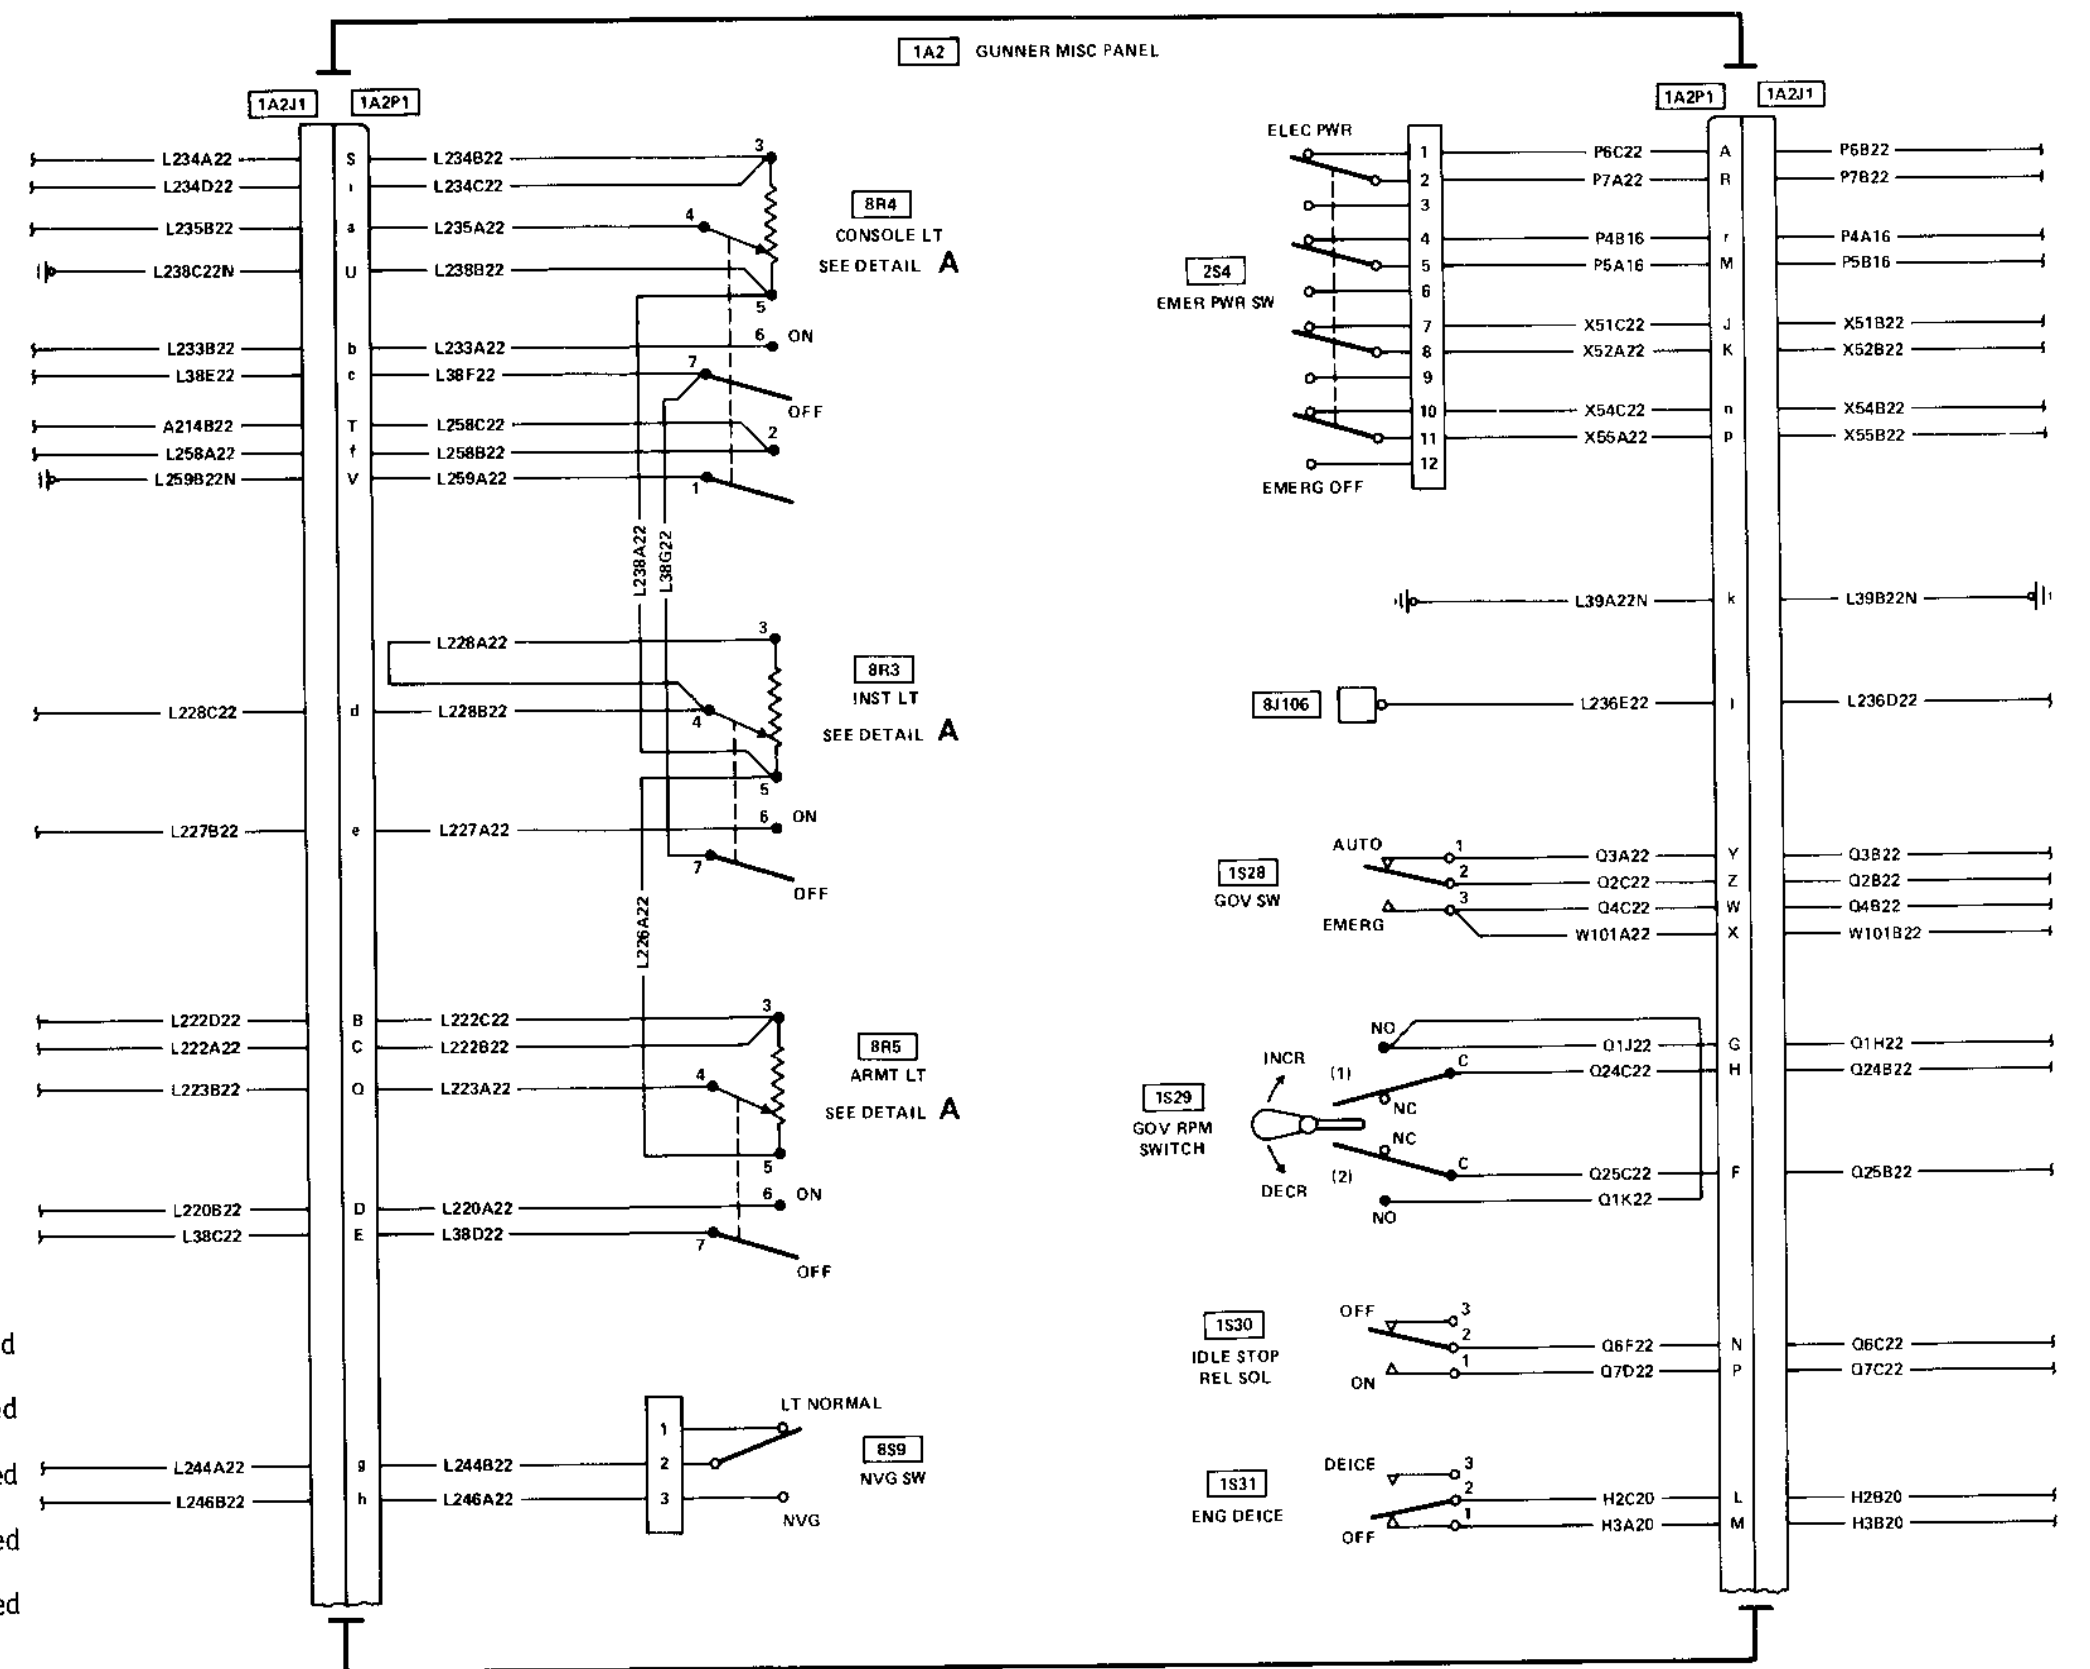 1A2 GUNNER MISC PANEL
1A2J1 1A2P1
L234A22 S L234B22 3
L234D22 L234C22
8R4
CONSOLE LT
SEE DETAIL A
L235B22 a L235A22 4
L238C22N U L238B22
5
L233B22 b L233A22 6 ON
L38E22 c L38F22 7
OFF
A214B22 T L258C22
L258A22 f L258B22 2
L259B22N V L259A22 1
L238A22
L38G22
L228A22 3
8R3
INST LT
SEE DETAIL A
L228C22 d L228B22 4
5
L227B22 e L227A22 6 ON
7
OFF
L226A22
L222D22 B L222C22 3
L222A22 C L222B22
8R5
ARMT LT
SEE DETAIL A
L223B22 Q L223A22 4
5
L220B22 D L220A22 6 ON
L38C22 E L38D22 7
OFF
LT NORMAL
1
L244A22 g L244B22 2
8S9
NVG SW
L246B22 h L246A22 3
NVG
ed
ed
ed
ed
1A2P1 1A2J1
ELEC PWR
1 P6C22 A P6B22
2 P7A22 R P7B22
3
4 P4B16 r P4A16
5 P5A16 M P5B16
2S4
EMER PWR SW
6
7 X51C22 J X51B22
8 X52A22 K X52B22
9
10 X54C22 n X54B22
11 X55A22 p X55B22
12
EMERG OFF
L39A22N k L39B22N
8J106 L236E22 L236D22
AUTO 1 Q3A22 Y Q3B22
1S28
GOV SW
2 Q2C22 Z Q2B22
3 Q4C22 W Q4B22
EMERG W101A22 X W101B22
NO Q1J22 G Q1H22
INCR (1) C Q24C22 H Q24B22
NC
1S29
GOV RPM
SWITCH
NC
DECR (2) C Q25C22 F Q25B22
NO Q1K22
OFF 3
1S30
IDLE STOP
REL SOL
2 Q6F22 N Q6C22
ON 1 Q7D22 P Q7C22
DEICE 3
1S31
ENG DEICE
2 H2C20 L H2B20
OFF 1 H3A20 M H3B20